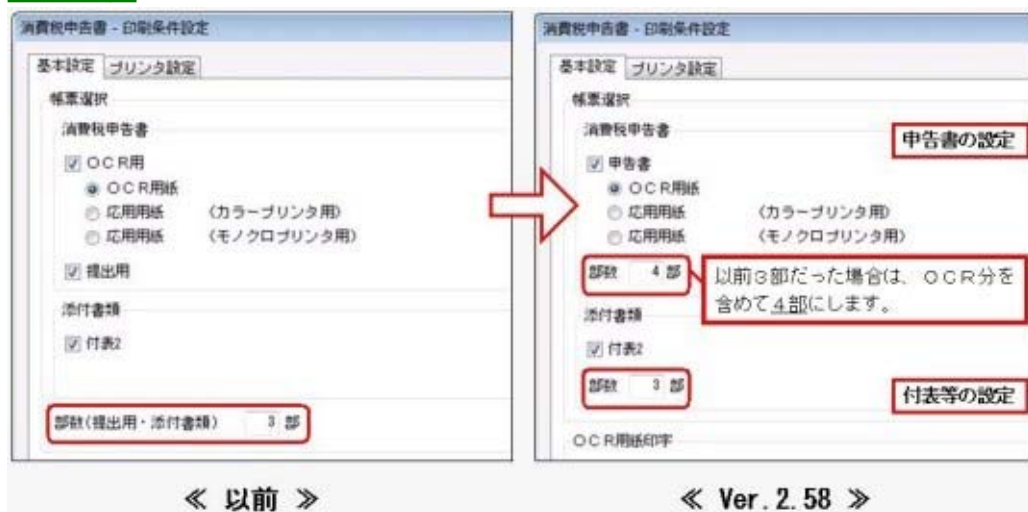 消費税申告書 - 印刷条件設定
基本設定 プリンタ設定
帳票選択
消費税申告書
OCR用
OCR用紙
応用用紙 (カラープリンタ用)
応用用紙 (モノクロプリンタ用)
提出用
添付書類
付表2
部数(提出用・添付書類) 3 部
≪ 以前 ≫
消費税申告書 - 印刷条件設定
基本設定 プリンタ設定
帳票選択
消費税申告書
申告書の設定
申告書
OCR用紙
応用用紙 (カラープリンタ用)
応用用紙 (モノクロプリンタ用)
部数 4 部
以前3部だった場合は、OCR分を
含めて4部にします。
添付書類
付表2
部数 3 部
付表等の設定
OCR用紙印字
≪ Ver.2.58 ≫